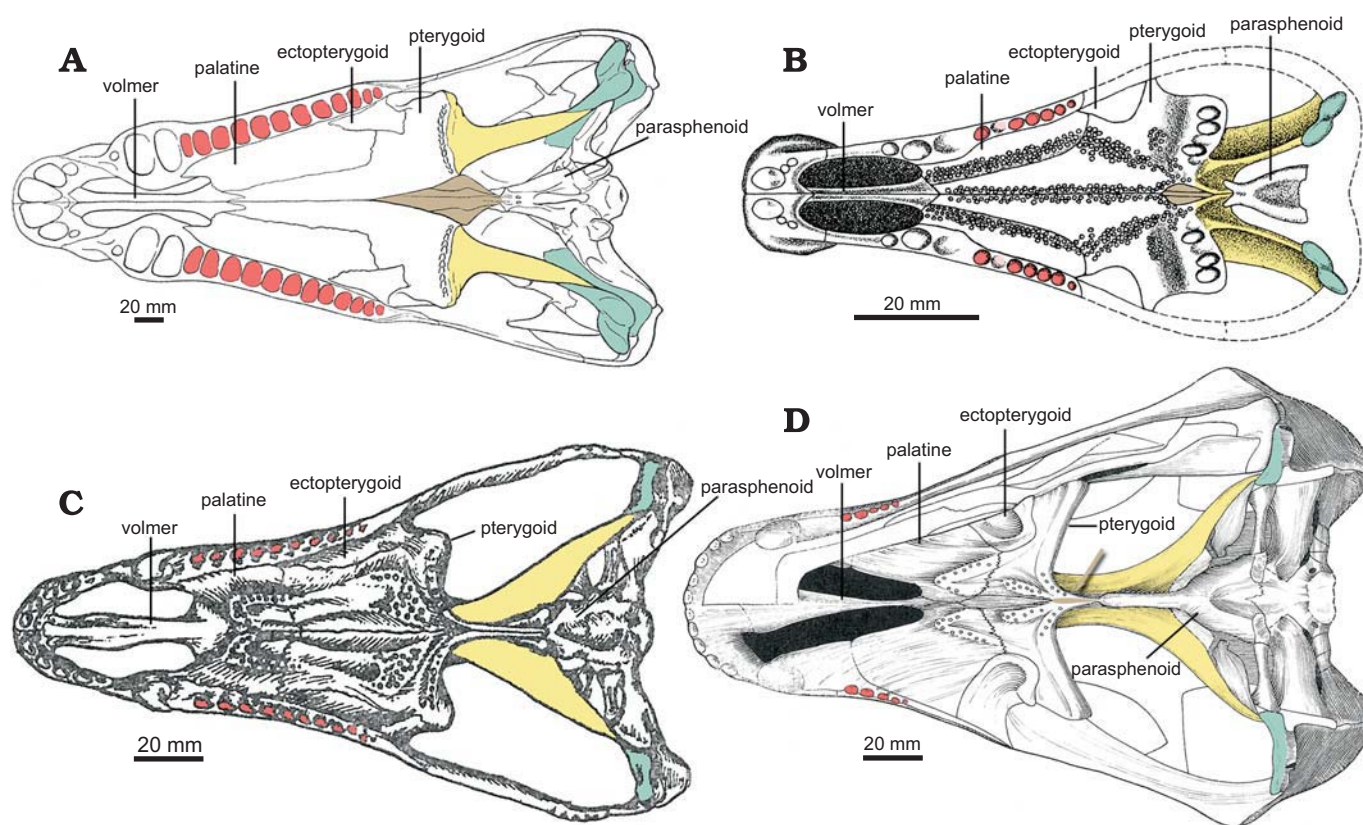 A
volmer
palatine
ectopterygoid
pterygoid
parasphenoid
20 mm
B
volmer
palatine
ectopterygoid
pterygoid
parasphenoid
20 mm
C
volmer
palatine
ectopterygoid
pterygoid
parasphenoid
20 mm
D
volmer
palatine
ectopterygoid
pterygoid
parasphenoid
20 mm